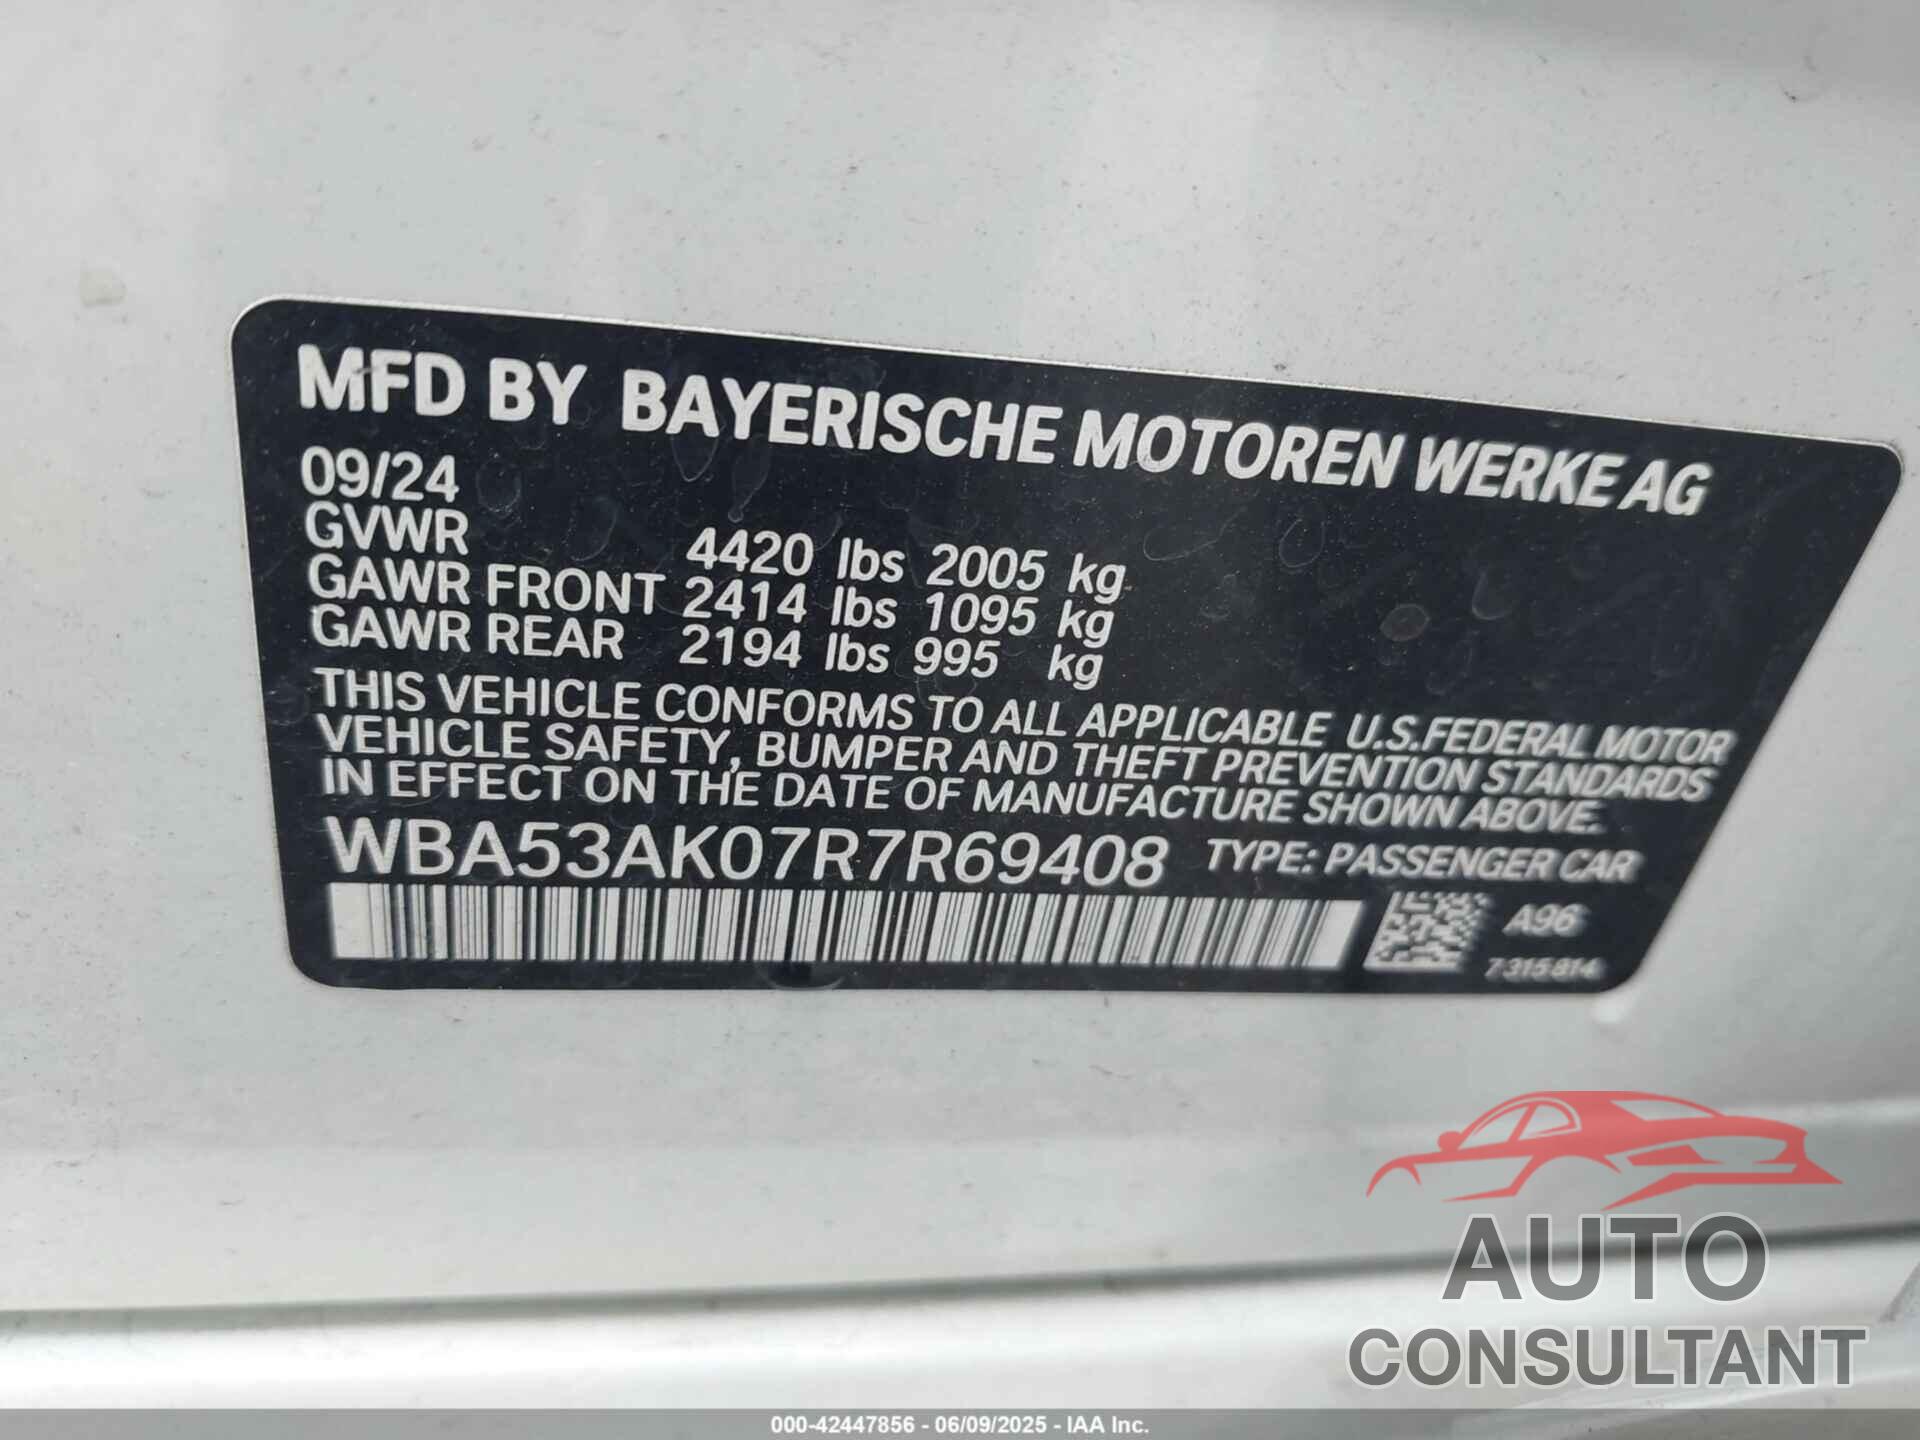 MFD BY BAYERISCHE MOTOREN WERKE AG
09/24
GVWR 4420 lbs 2005 kg
GAWR FRONT 2414 lbs 1095 kg
GAWR REAR 2194 lbs 995 kg
THIS VEHICLE CONFORMS TO ALL APPLICABLE U.S.FEDERAL MOTOR
VEHICLE SAFETY, BUMPER AND THEFT PREVENTION STANDARDS
IN EFFECT ON THE DATE OF MANUFACTURE SHOWN ABOVE.
WBA53AK07R7R69408 TYPE: PASSENGER CAR
A96
7 315 814
AUTO
CONSULTANT
000-42447856 - 06/09/2025 - IAA Inc.